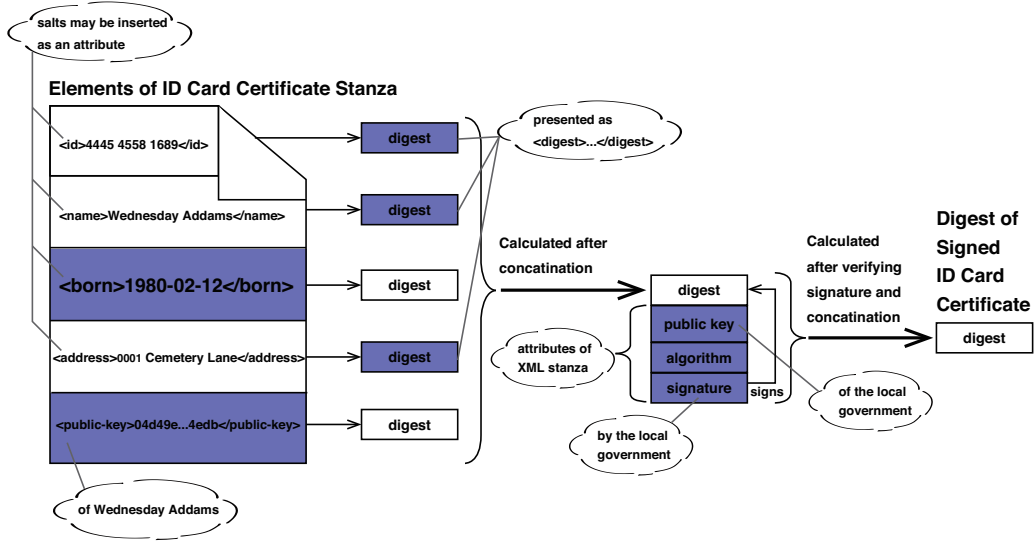 salts may be inserted
as an attribute
Elements of ID Card Certificate Stanza
<id>4445 4558 1689</id>
digest
presented as
<digest>...</digest>
<name>Wednesday Addams</name>
digest
<born>1980-02-12</born>
digest
<address>0001 Cemetery Lane</address>
digest
<public-key>04d49e...4edb</public-key>
digest
of Wednesday Addams
Calculated after
concatination
digest
public key
algorithm
signature
signs
attributes of
XML stanza
by the local
government
of the local
government
Calculated
after verifying
signature and
concatination
Digest of
Signed
ID Card
Certificate
digest